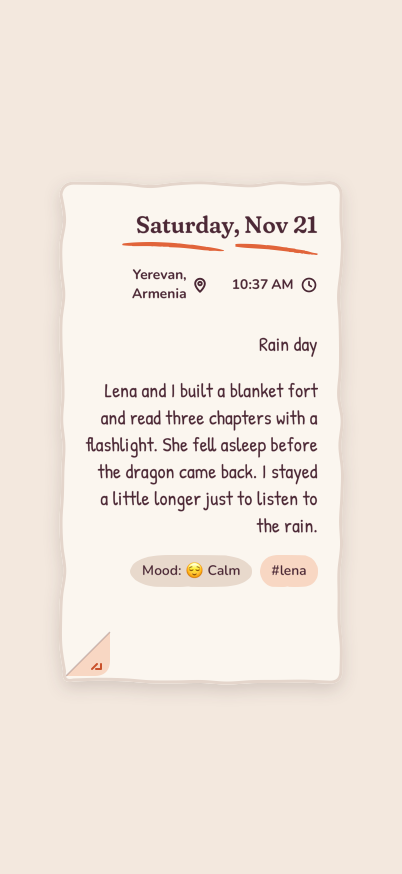 Saturday, Nov 21
Yerevan,
Armenia
10:37 AM
Rain day
Lena and I built a blanket fort
and read three chapters with a
flashlight. She fell asleep before
the dragon came back. I stayed
a little longer just to listen to
the rain.
Mood: 😌 Calm
#lena